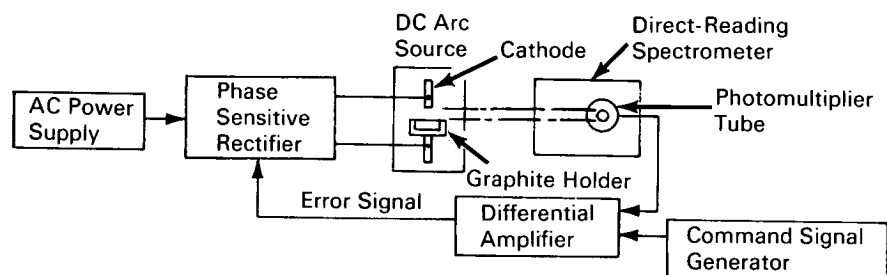 DC Arc
Source
Cathode
Direct-Reading
Spectrometer
AC Power
Supply
Phase
Sensitive
Rectifier
Photomultiplier
Tube
Graphite Holder
Error Signal
Differential
Amplifier
Command Signal
Generator